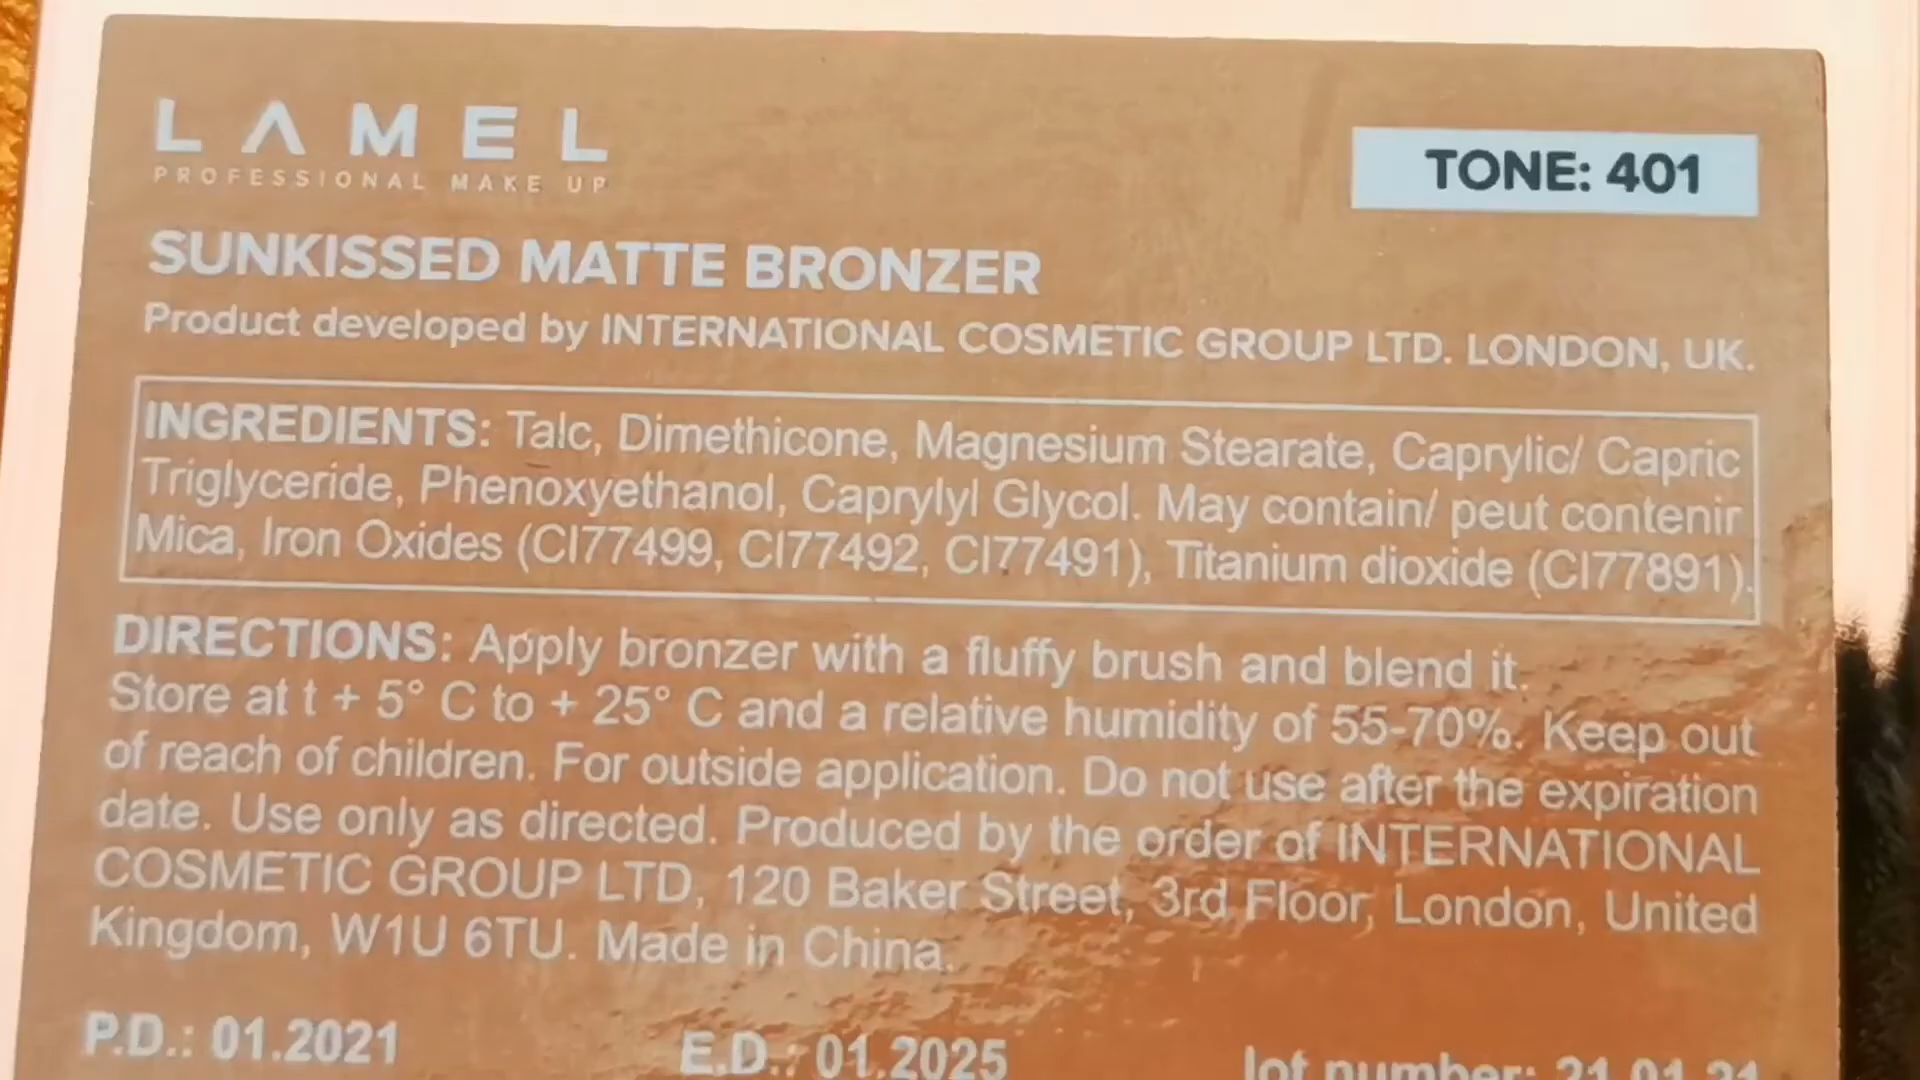 LAMEL
PROFESSIONAL MAKE UP
TONE: 401
SUNKISSED MATTE BRONZER
Product developed by INTERNATIONAL COSMETIC GROUP LTD. LONDON, UK.
INGREDIENTS: Talc, Dimethicone, Magnesium Stearate, Caprylic/ Capric
Triglyceride, Phenoxyethanol, Caprylyl Glycol. May contain/ peut contenir
Mica, Iron Oxides (CI77499, CI77492, CI77491), Titanium dioxide (CI77891).
DIRECTIONS: Apply bronzer with a fluffy brush and blend it.
Store at t + 5° C to + 25° C and a relative humidity of 55-70%. Keep out
of reach of children. For outside application. Do not use after the expiration
date. Use only as directed. Produced by the order of INTERNATIONAL
COSMETIC GROUP LTD, 120 Baker Street, 3rd Floor, London, United
Kingdom, W1U 6TU. Made in China.
P.D.: 01.2021
E.D.: 01.2025
lot number: 21.01.21